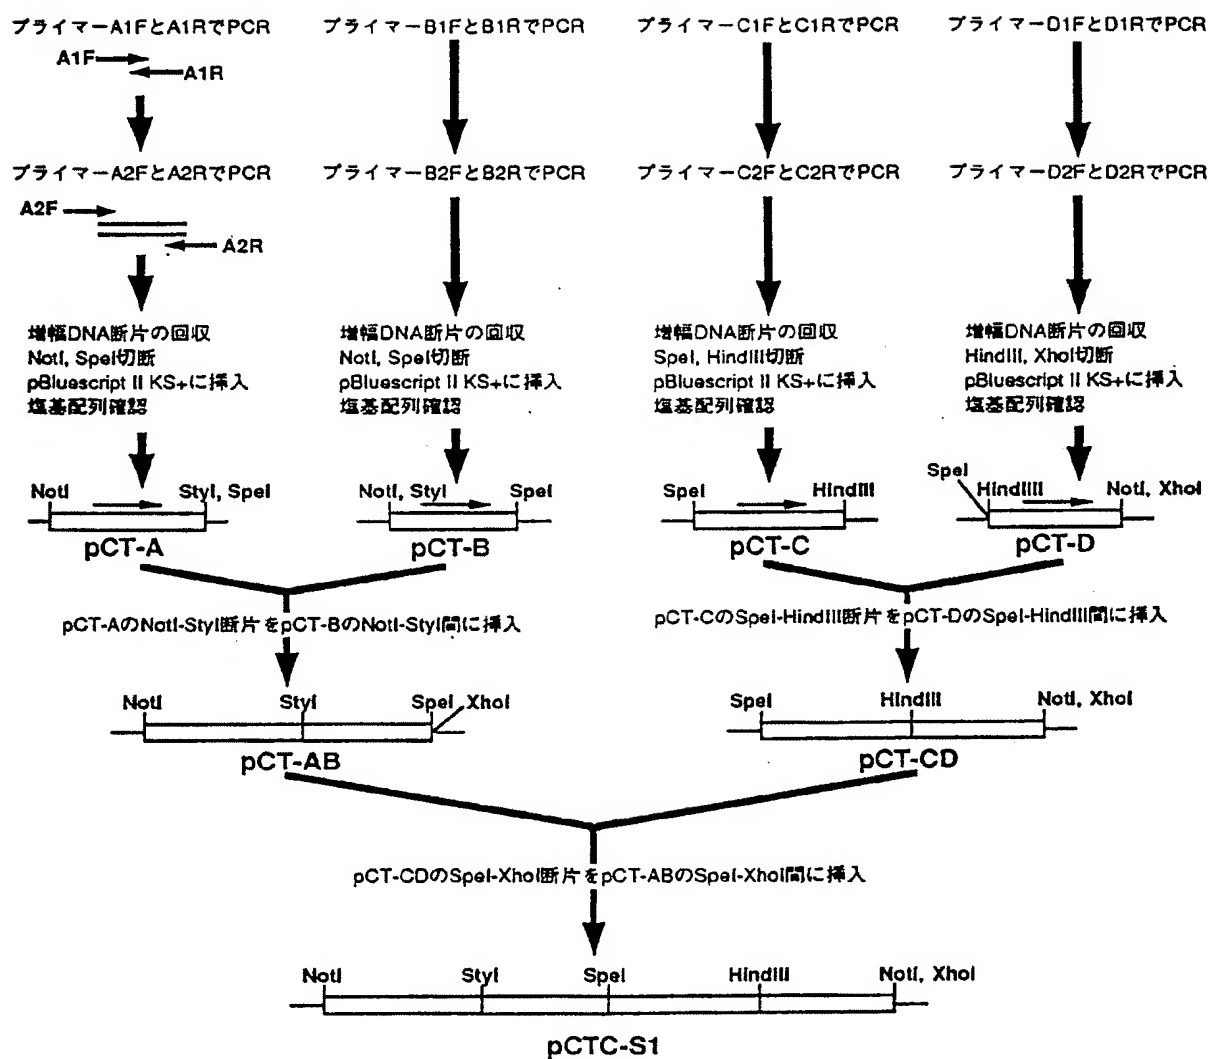 プライマーA1FとA1RでPCR
プライマーB1FとB1RでPCR
プライマーC1FとC1RでPCR
プライマーD1FとD1RでPCR
A1F
A1R
プライマーA2FとA2RでPCR
プライマーB2FとB2RでPCR
プライマーC2FとC2RでPCR
プライマーD2FとD2RでPCR
A2F
A2R
増幅DNA断片の回収
NotI, SpeI切断
pBluescript II KS+に挿入
塩基配列確認
増幅DNA断片の回収
NotI, SpeI切断
pBluescript II KS+に挿入
塩基配列確認
増幅DNA断片の回収
SpeI, HindIII切断
pBluescript II KS+に挿入
塩基配列確認
増幅DNA断片の回収
HindIII, XhoI切断
pBluescript II KS+に挿入
塩基配列確認
NotI
StyI, SpeI
pCT-A
NotI, StyI
SpeI
pCT-B
SpeI
HindIII
pCT-C
SpeI
HindIIII
NotI, XhoI
pCT-D
pCT-AのNotI-StyI断片をpCT-BのNotI-StyI間に挿入
pCT-CのSpeI-HindIII断片をpCT-DのSpeI-HindIII間に挿入
NotI
StyI
SpeI
XhoI
pCT-AB
SpeI
HindIII
NotI, XhoI
pCT-CD
pCT-CDのSpeI-XhoI断片をpCT-ABのSpeI-XhoI間に挿入
NotI
StyI
SpeI
HindIII
NotI, XhoI
pCTC-S1